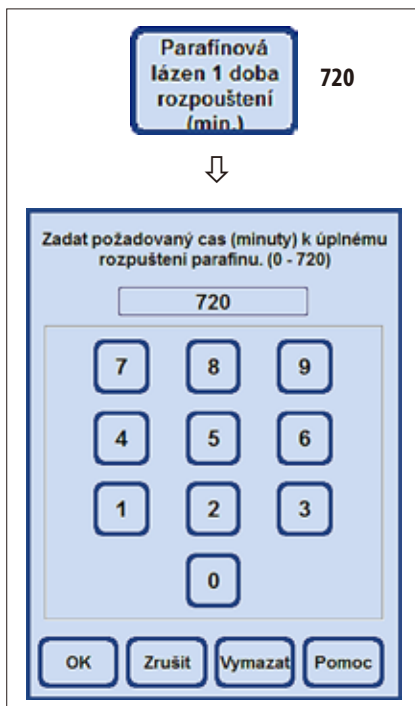 Parafínová
lázen 1 doba
rozpouštení
(min.)
720
Zadat požadovaný cas (minuty) k úplnému
rozpušteni parafinu. (0 - 720)
720
7 8 9
4 5 6
1 2 3
0
OK Zrušit Vymazat Pomoc